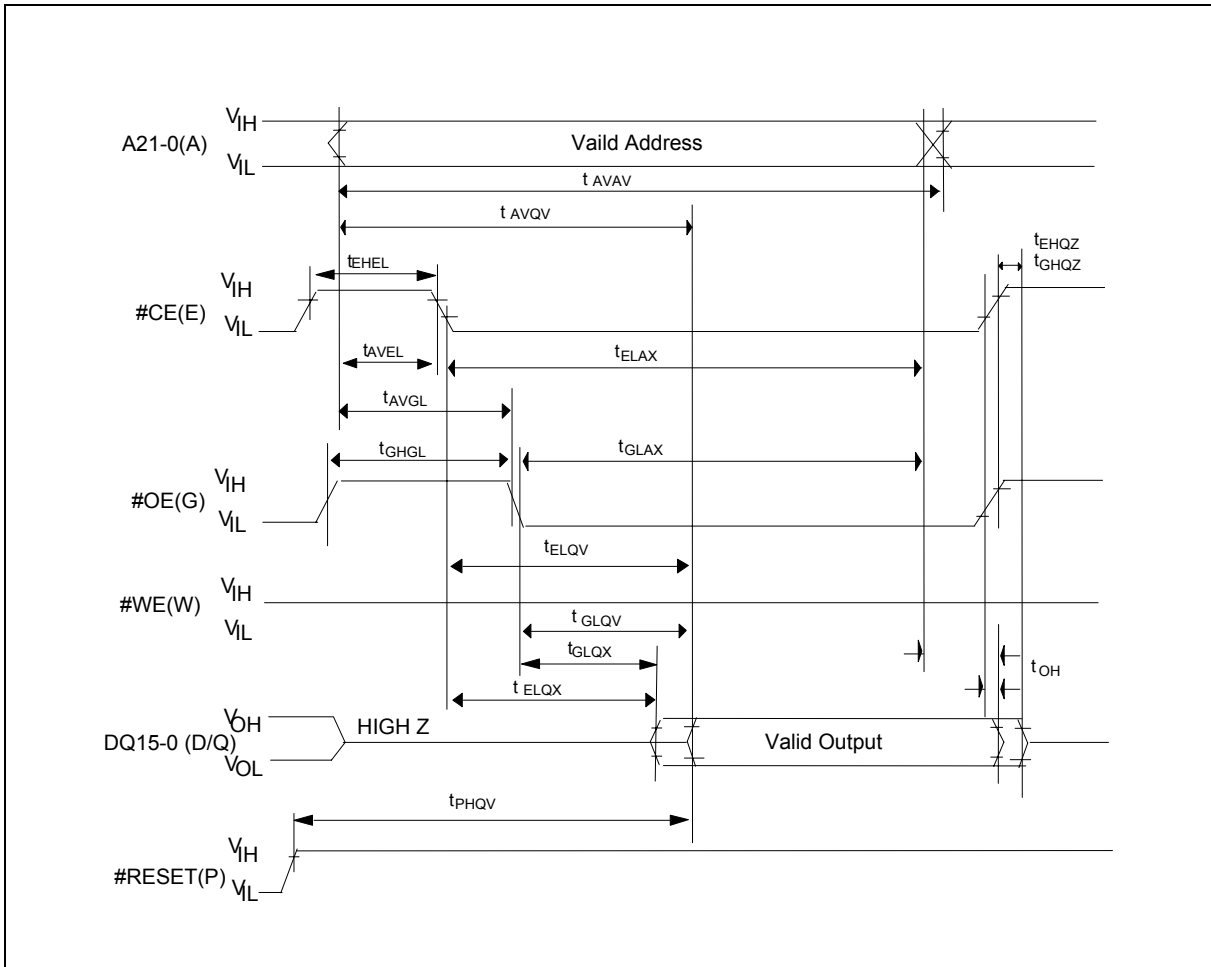 VIH
A21-0(A)
Vaild Address
VIL
t AVAV
t AVQV
tEHQZ
tEHEL
tGHQZ
VIH
#CE(E)
VIL
tAVEL
tELAX
tAVGL
tGHGL
tGLAX
VIH
#OE(G)
VIL
tELQV
VIH
#WE(W)
t GLQV
VIL
tGLQX
tOH
t ELQX
VOH
HIGH Z
DQ15-0 (D/Q)
Valid Output
VOL
tPHQV
VIH
#RESET(P)
VIL